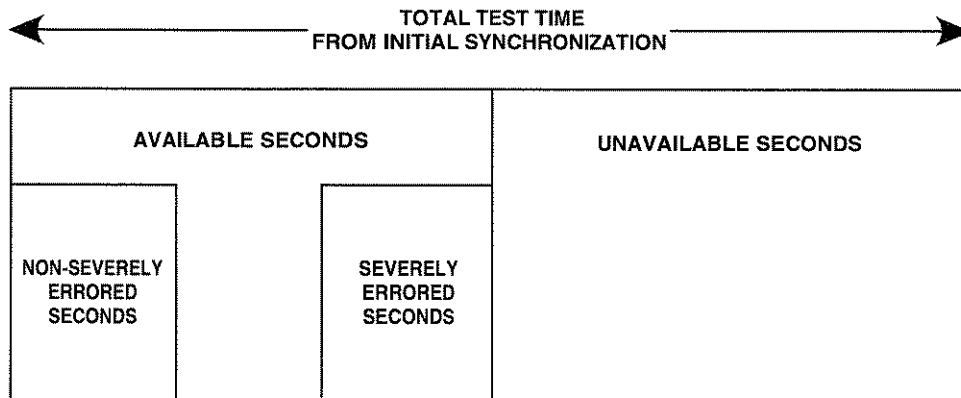 TOTAL TEST TIME
FROM INITIAL SYNCHRONIZATION
AVAILABLE SECONDS
UNAVAILABLE SECONDS
NON-SEVERELY
ERRORED
SECONDS
SEVERELY
ERRORED
SECONDS